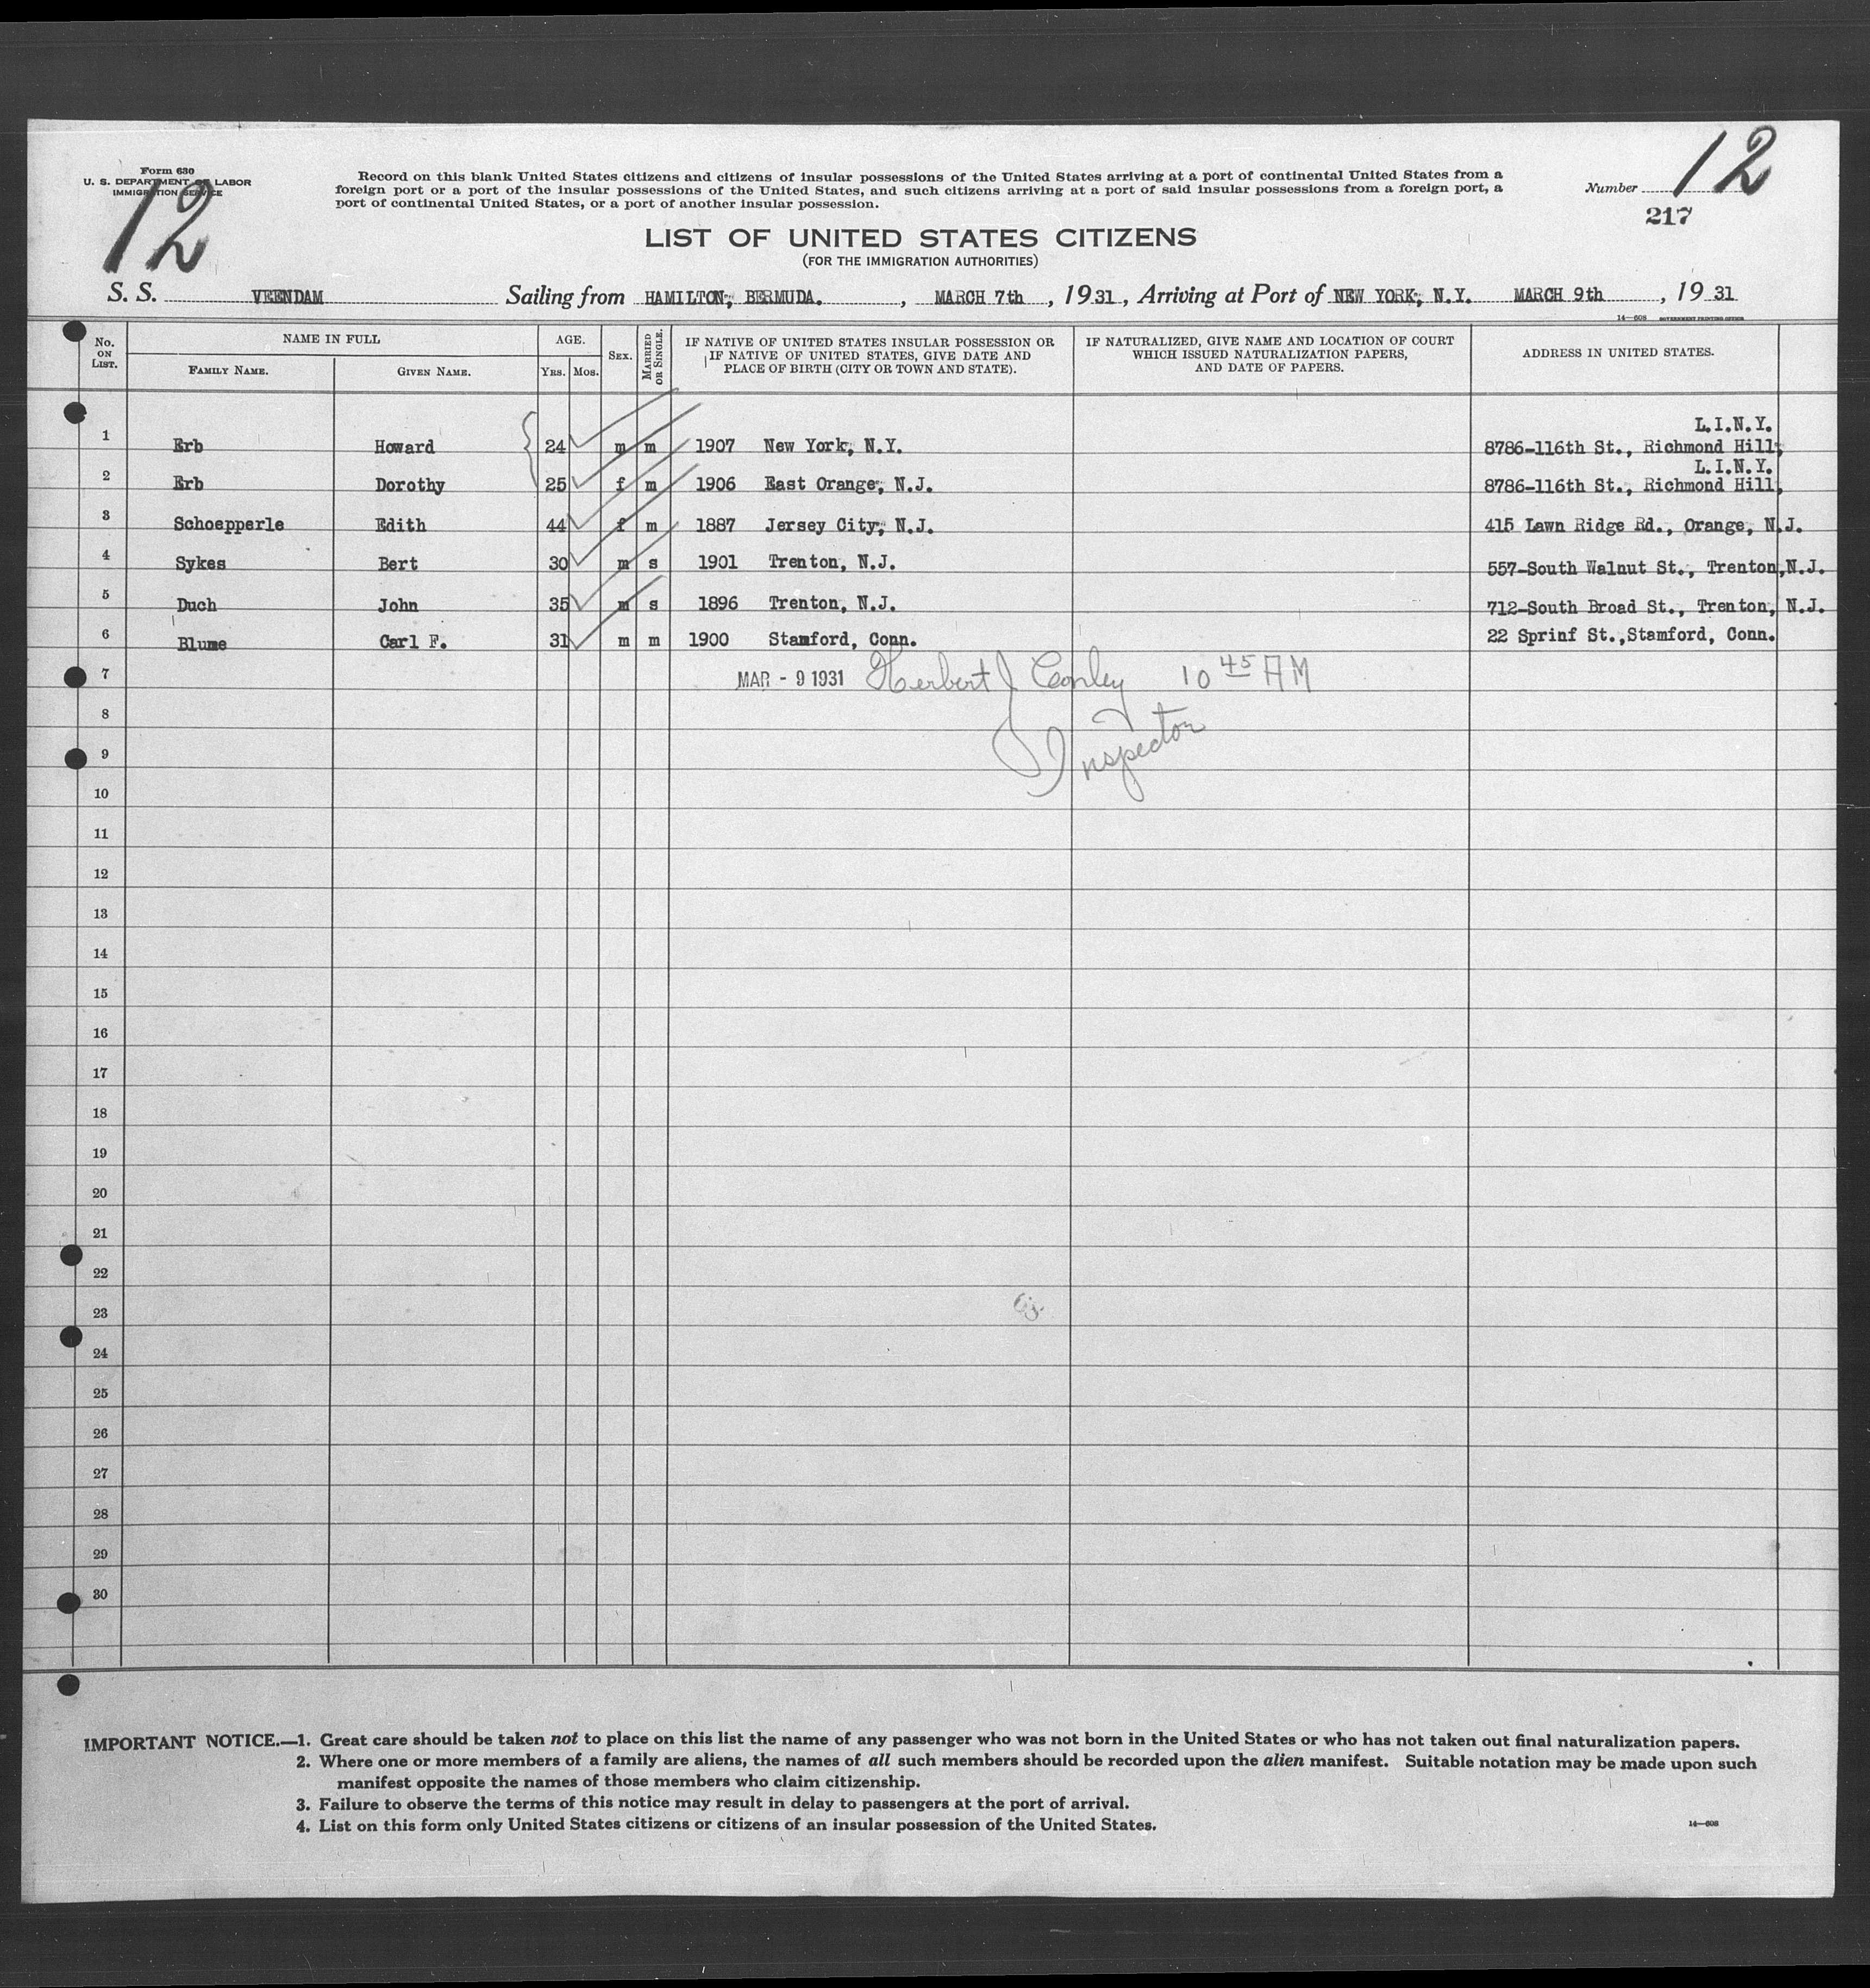 Form 630
U. S. DEPARTMENT OF LABOR
IMMIGRATION SERVICE
12
Record on this blank United States citizens and citizens of insular possessions of the United States arriving at a port of continental United States from a
foreign port or a port of the insular possessions of the United States, and such citizens arriving at a port of said insular possessions from a foreign port, a
port of continental United States, or a port of another insular possession.
Number 12
217
LIST OF UNITED STATES CITIZENS
(FOR THE IMMIGRATION AUTHORITIES)
S. S. VEENDAM Sailing from HAMILTON, BERMUDA. , MARCH 7th , 1931 , Arriving at Port of NEW YORK, N.Y. MARCH 9th , 1931
14—608 GOVERNMENT PRINTING OFFICE
No. ON LIST. NAME IN FULL FAMILY NAME. GIVEN NAME. AGE. YRS. MOS. SEX. MARRIED OR SINGLE. IF NATIVE OF UNITED STATES INSULAR POSSESSION OR IF NATIVE OF UNITED STATES, GIVE DATE AND PLACE OF BIRTH (CITY OR TOWN AND STATE). IF NATURALIZED, GIVE NAME AND LOCATION OF COURT WHICH ISSUED NATURALIZATION PAPERS, AND DATE OF PAPERS. ADDRESS IN UNITED STATES.
L.I.N.Y.
1 Erb Howard 24 m m 1907 New York, N.Y. 8786-116th St., Richmond Hill,
L.I.N.Y.
2 Erb Dorothy 25 f m 1906 East Orange, N.J. 8786-116th St., Richmond Hill,
3 Schoepperle Edith 44 f m 1887 Jersey City, N.J. 415 Lawn Ridge Rd., Orange, N.J.
4 Sykes Bert 30 m s 1901 Trenton, N.J. 557-South Walnut St., Trenton,N.J.
5 Duch John 35 m s 1896 Trenton, N.J. 712-South Broad St., Trenton, N.J.
6 Blume Carl F. 31 m m 1900 Stamford, Conn. 22 Sprinf St.,Stamford, Conn.
7 MAR - 9 1931 Herbert J Conley 10 45 AM
8 Inspector
9
10
11
12
13
14
15
16
17
18
19
20
21
22
23
24
25
26
27
28
29
30
IMPORTANT NOTICE.—1. Great care should be taken not to place on this list the name of any passenger who was not born in the United States or who has not taken out final naturalization papers.
2. Where one or more members of a family are aliens, the names of all such members should be recorded upon the alien manifest. Suitable notation may be made upon such
manifest opposite the names of those members who claim citizenship.
3. Failure to observe the terms of this notice may result in delay to passengers at the port of arrival.
4. List on this form only United States citizens or citizens of an insular possession of the United States.
14—608